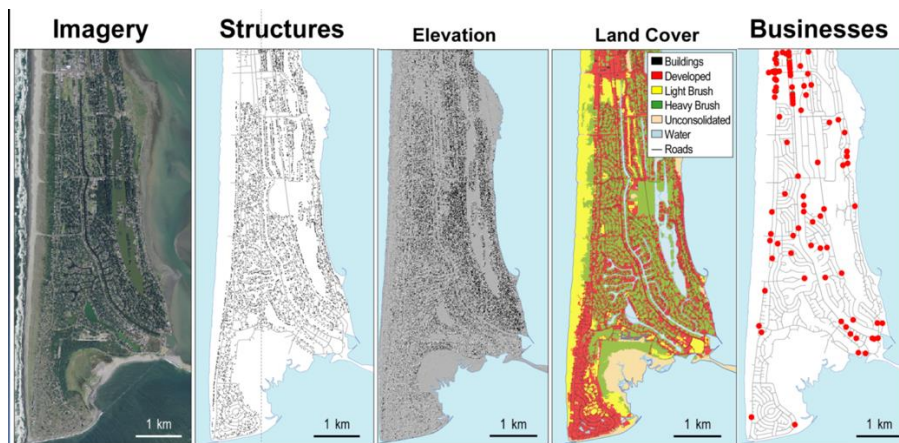 Imagery
Structures
Elevation
Land Cover
Businesses
Buildings
Developed
Light Brush
Heavy Brush
Unconsolidated
Water
Roads
1 km
1 km
1 km
1 km
1 km